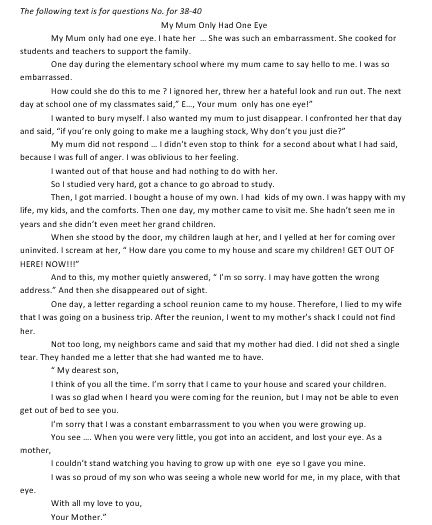 The following text is for questions No. for 38-40
My Mum Only Had One Eye
My Mum only had one eye. I hate her ... She was such an embarrassment. She cooked for
students and teachers to support the family.
One day during the elementary school where my mum came to say hello to me. I was so
embarrassed.
How could she do this to me ? I ignored her, threw her a hateful look and run out. The next
day at school one of my classmates said," E..., Your mum only has one eye!"
I wanted to bury myself. I also wanted my mum to just disappear. I confronted her that day
and said, "if you're only going to make me a laughing stock, Why don't you just die?"
My mum did not respond ... I didn't even stop to think for a second about what I had said,
because I was full of anger. I was oblivious to her feeling.
I wanted out of that house and had nothing to do with her.
So I studied very hard, got a chance to go abroad to study.
Then, I got married. I bought a house of my own. I had kids of my own. I was happy with my
life, my kids, and the comforts. Then one day, my mother came to visit me. She hadn't seen me in
years and she didn't even meet her grand children.
When she stood by the door, my children laugh at her, and I yelled at her for coming over
uninvited. I scream at her, " How dare you come to my house and scare my children! GET OUT OF
HERE! NOW!!!"
And to this, my mother quietly answered, " I'm so sorry. I may have gotten the wrong
address." And then she disappeared out of sight.
One day, a letter regarding a school reunion came to my house. Therefore, I lied to my wife
that I was going on a business trip. After the reunion, I went to my mother's shack I could not find
her.
Not too long, my neighbors came and said that my mother had died. I did not shed a single
tear. They handed me a letter that she had wanted me to have.
" My dearest son,
I think of you all the time. I'm sorry that I came to your house and scared your children.
I was so glad when I heard you were coming for the reunion, but I may not be able to even
get out of bed to see you.
I'm sorry that I was a constant embarrassment to you when you were growing up.
You see .... When you were very little, you got into an accident, and lost your eye. As a
mother,
I couldn't stand watching you having to grow up with one eye so I gave you mine.
I was so proud of my son who was seeing a whole new world for me, in my place, with that
eye.
With all my love to you,
Your Mother."